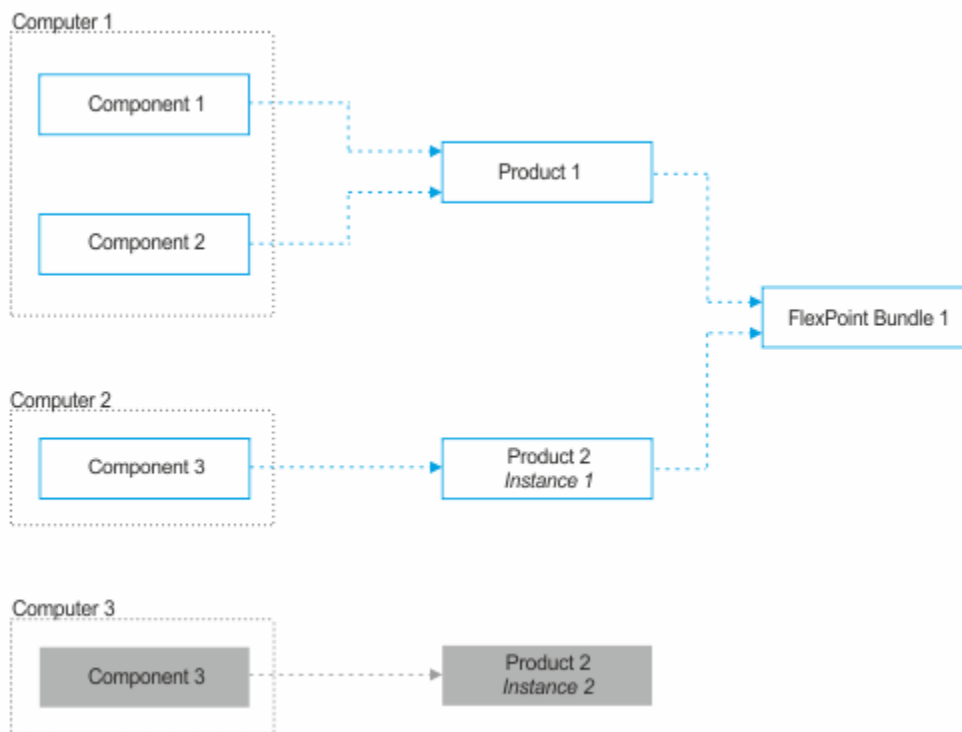 Computer 1
Component 1
Product 1
Component 2
FlexPoint Bundle 1
Computer 2
Component 3
Product 2
Instance 1
Computer 3
Component 3
Product 2
Instance 2